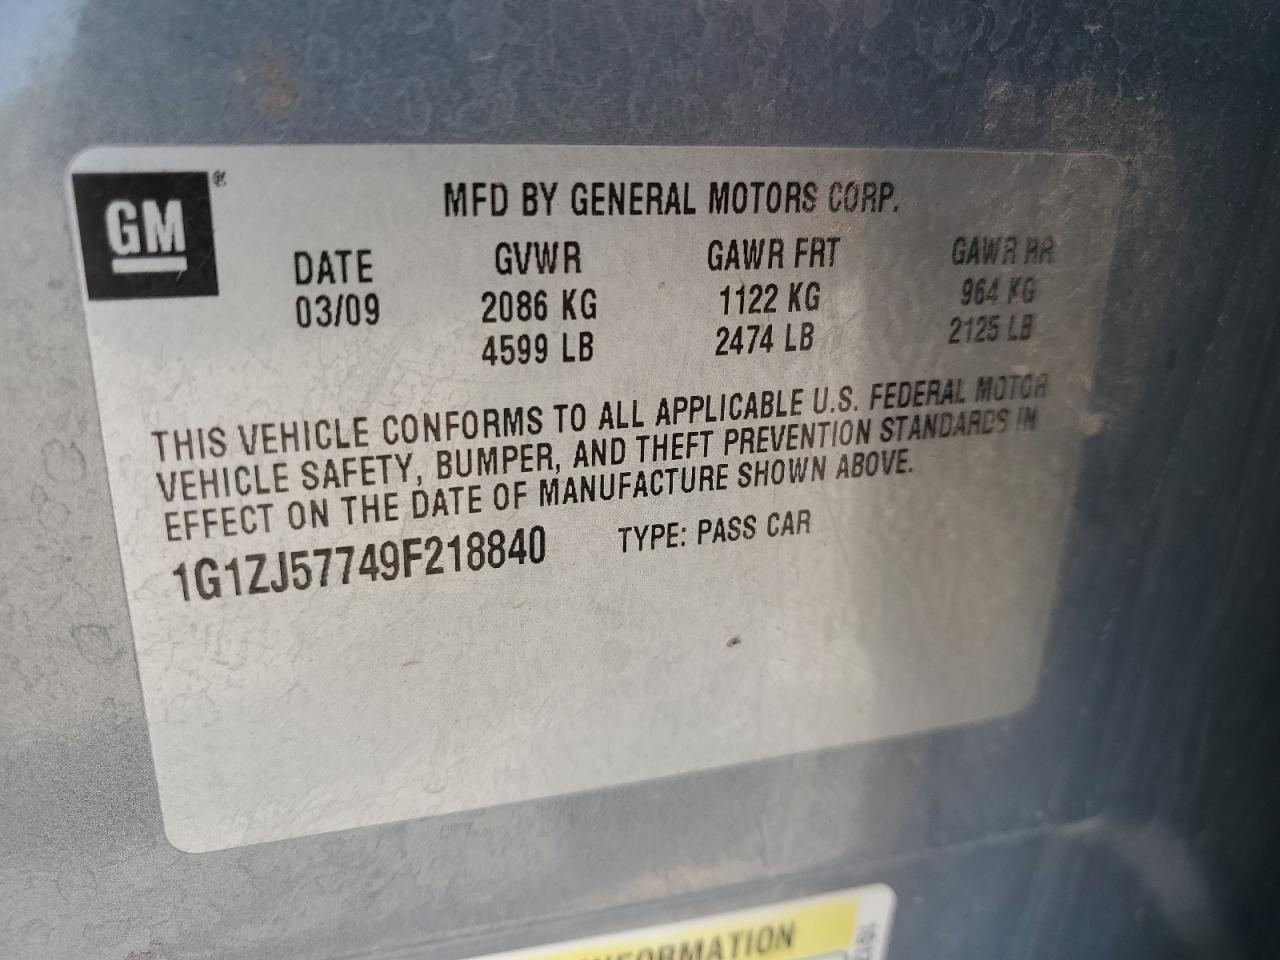 GM®
MFD BY GENERAL MOTORS CORP.
DATE GVWR GAWR FRT GAWR RR
03/09 2086 KG 1122 KG 964 KG
4599 LB 2474 LB 2125 LB
THIS VEHICLE CONFORMS TO ALL APPLICABLE U.S. FEDERAL MOTOR
VEHICLE SAFETY, BUMPER, AND THEFT PREVENTION STANDARDS IN
EFFECT ON THE DATE OF MANUFACTURE SHOWN ABOVE.
1G1ZJ57749F218840 TYPE: PASS CAR